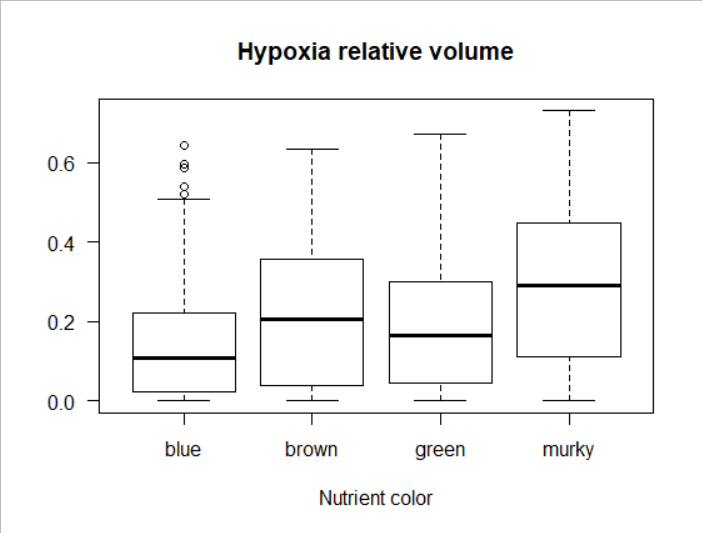 Hypoxia relative volume
0.6
0.4
0.2
0.0
blue brown green murky
Nutrient color